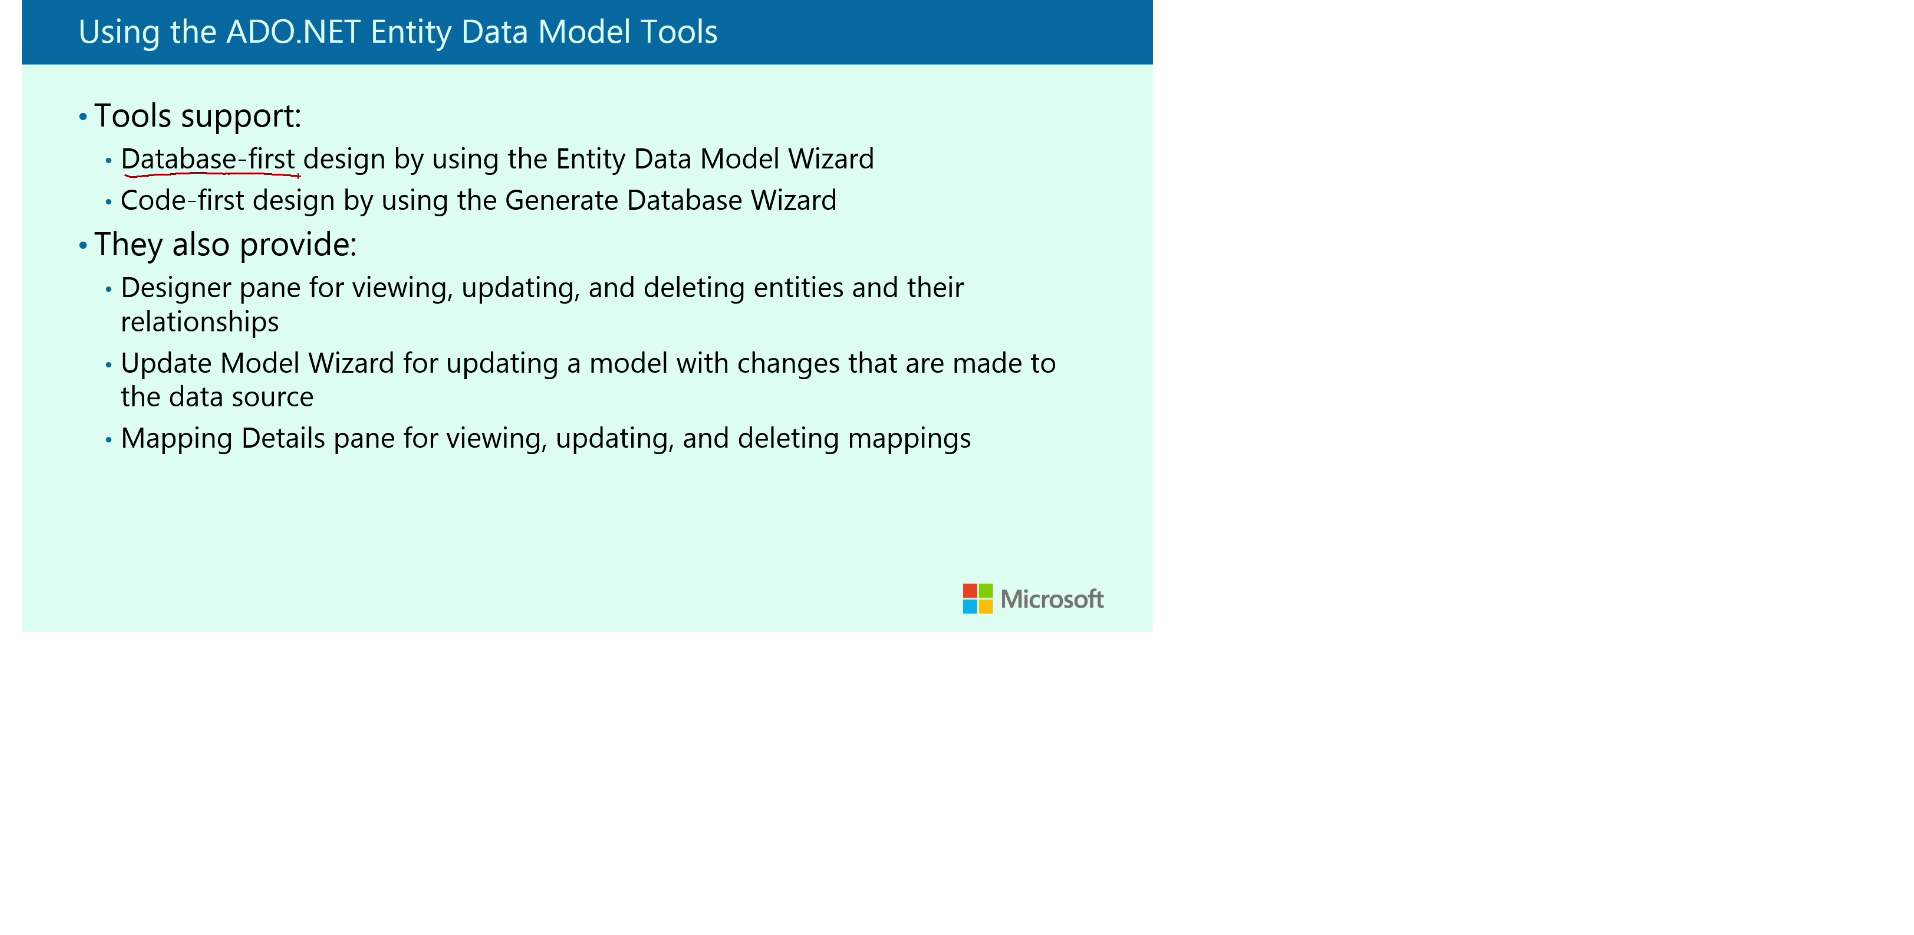 Using the ADO.NET Entity Data Model Tools
• Tools support:
• Database-first design by using the Entity Data Model Wizard
• Code-first design by using the Generate Database Wizard
• They also provide:
• Designer pane for viewing, updating, and deleting entities and their
relationships
• Update Model Wizard for updating a model with changes that are made to
the data source
• Mapping Details pane for viewing, updating, and deleting mappings
Microsoft